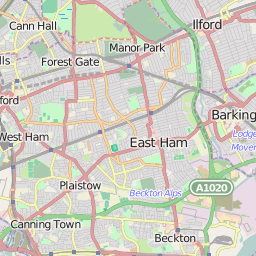 Cann Hall
Ilford
Manor Park
Forest Gate
lls
ford
Barking
West Ham
East Ham
Lodge
Move
Plaistow
Beckton Alps
A1020
Canning Town
Beckton